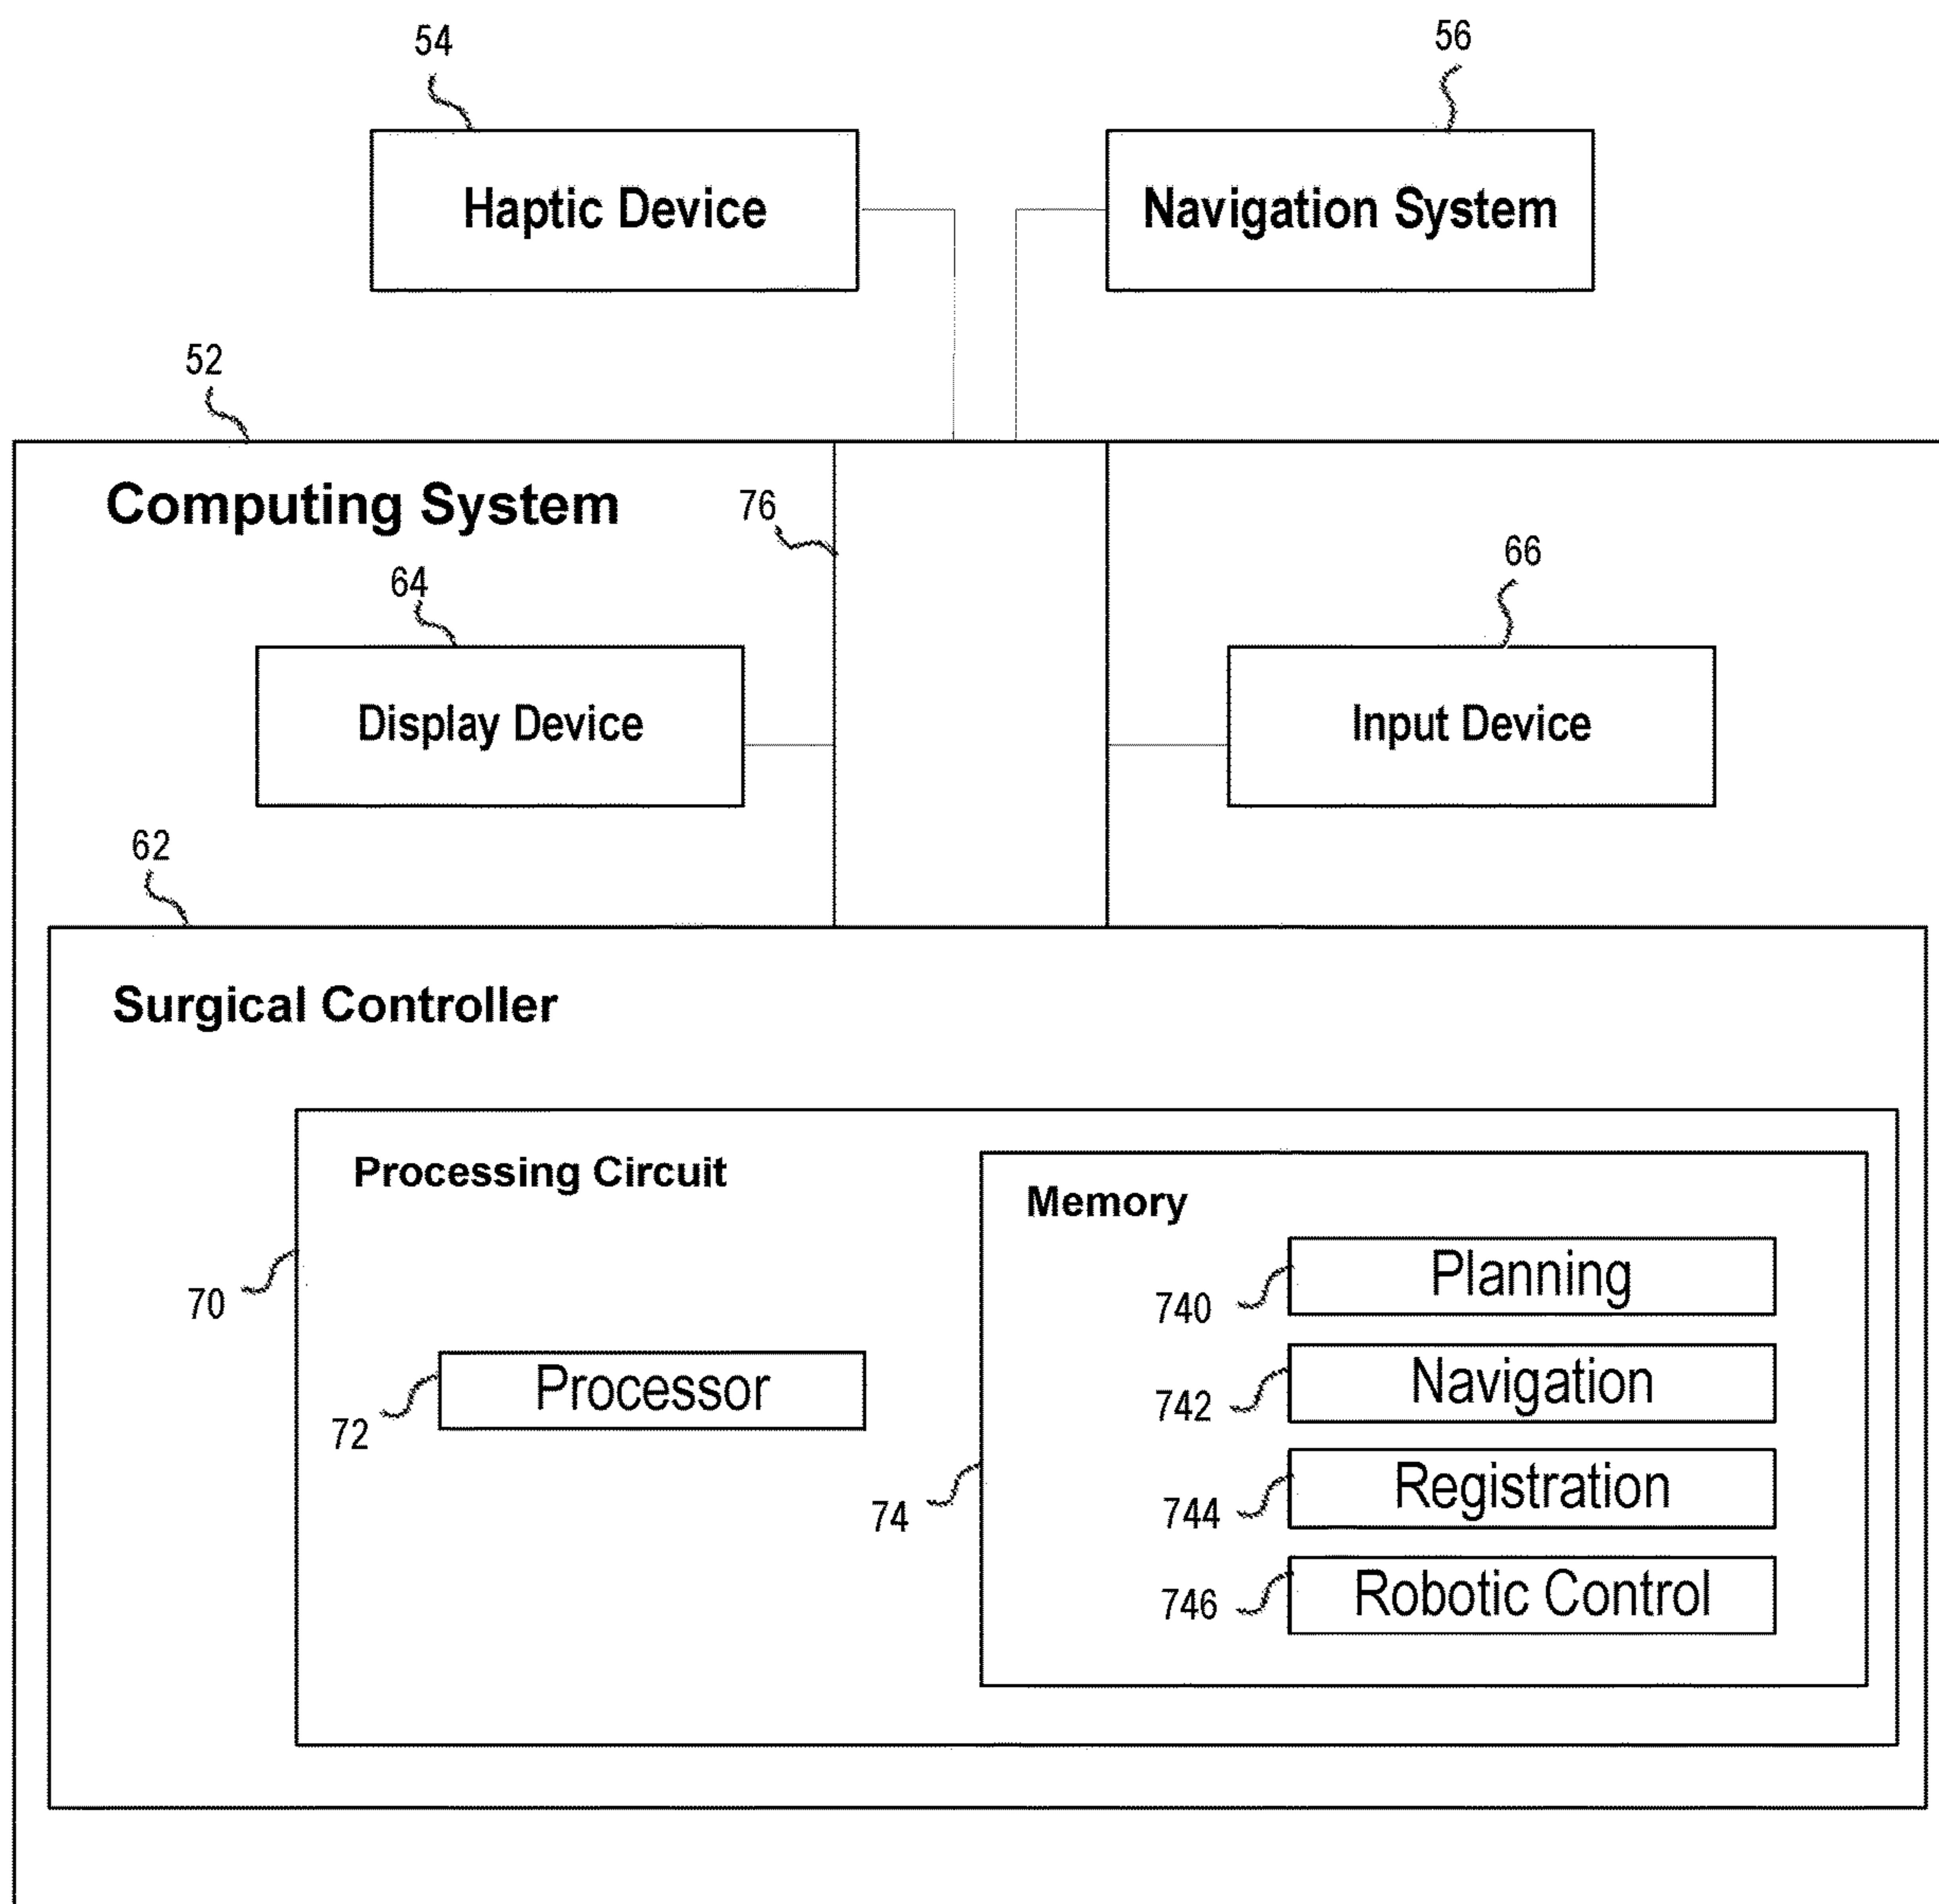 54
56
Haptic Device
Navigation System
52
Computing System
76
64
66
Display Device
Input Device
62
Surgical Controller
Processing Circuit
Memory
70
740
Planning
72
Processor
742
Navigation
74
744
Registration
746
Robotic Control